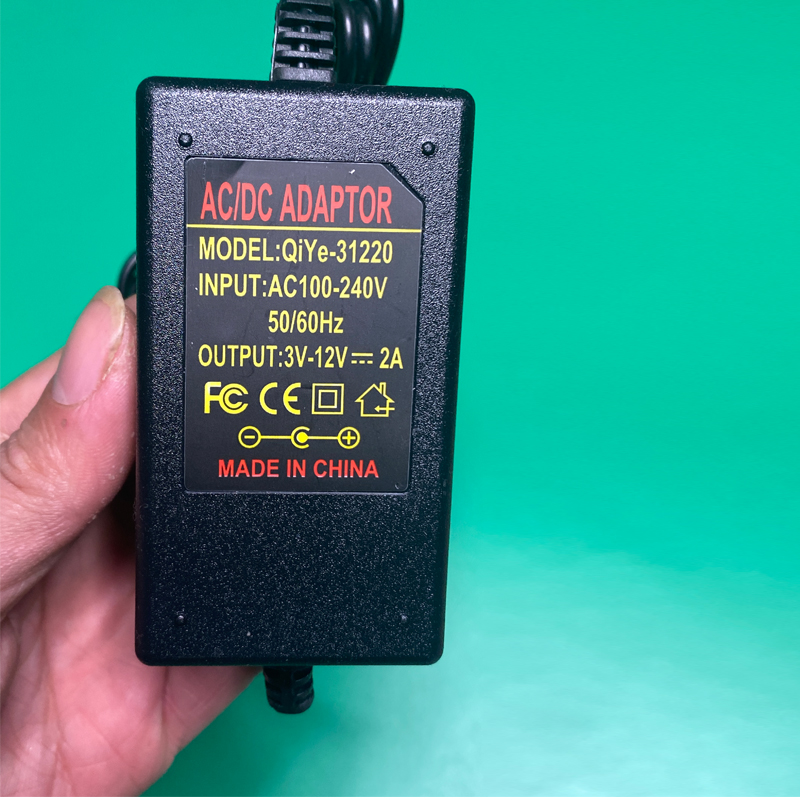 AC/DC ADAPTOR
MODEL:QiYe-31220
INPUT:AC100-240V
50/60Hz
OUTPUT:3V-12V⎓2A
FC CE
MADE IN CHINA